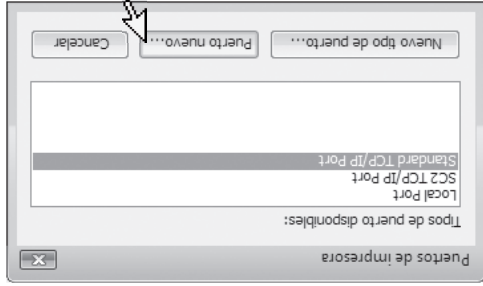 Puertos de impresora
Tipos de puerto disponibles:
Local Port
SC2 TCP/IP Port
Standard TCP/IP Port
Nuevo tipo de puerto... Puerto nuevo... Cancelar